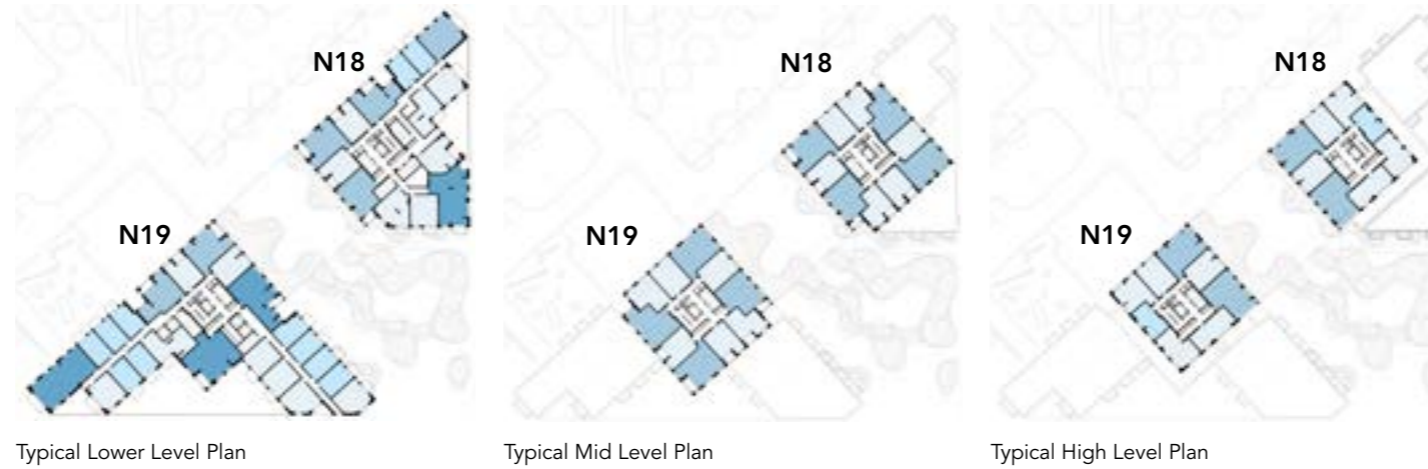 N18
N19
Typical Lower Level Plan
N18
N19
Typical Mid Level Plan
N18
N19
Typical High Level Plan